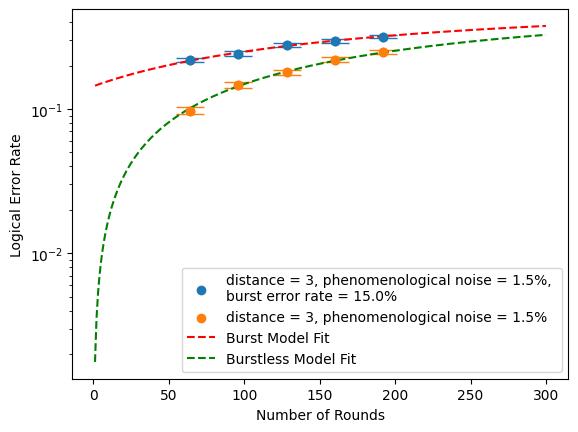 Logical Error Rate
10⁻¹
10⁻²
distance = 3, phenomenological noise = 1.5%,
burst error rate = 15.0%
distance = 3, phenomenological noise = 1.5%
Burst Model Fit
Burstless Model Fit
0 50 100 150 200 250 300
Number of Rounds